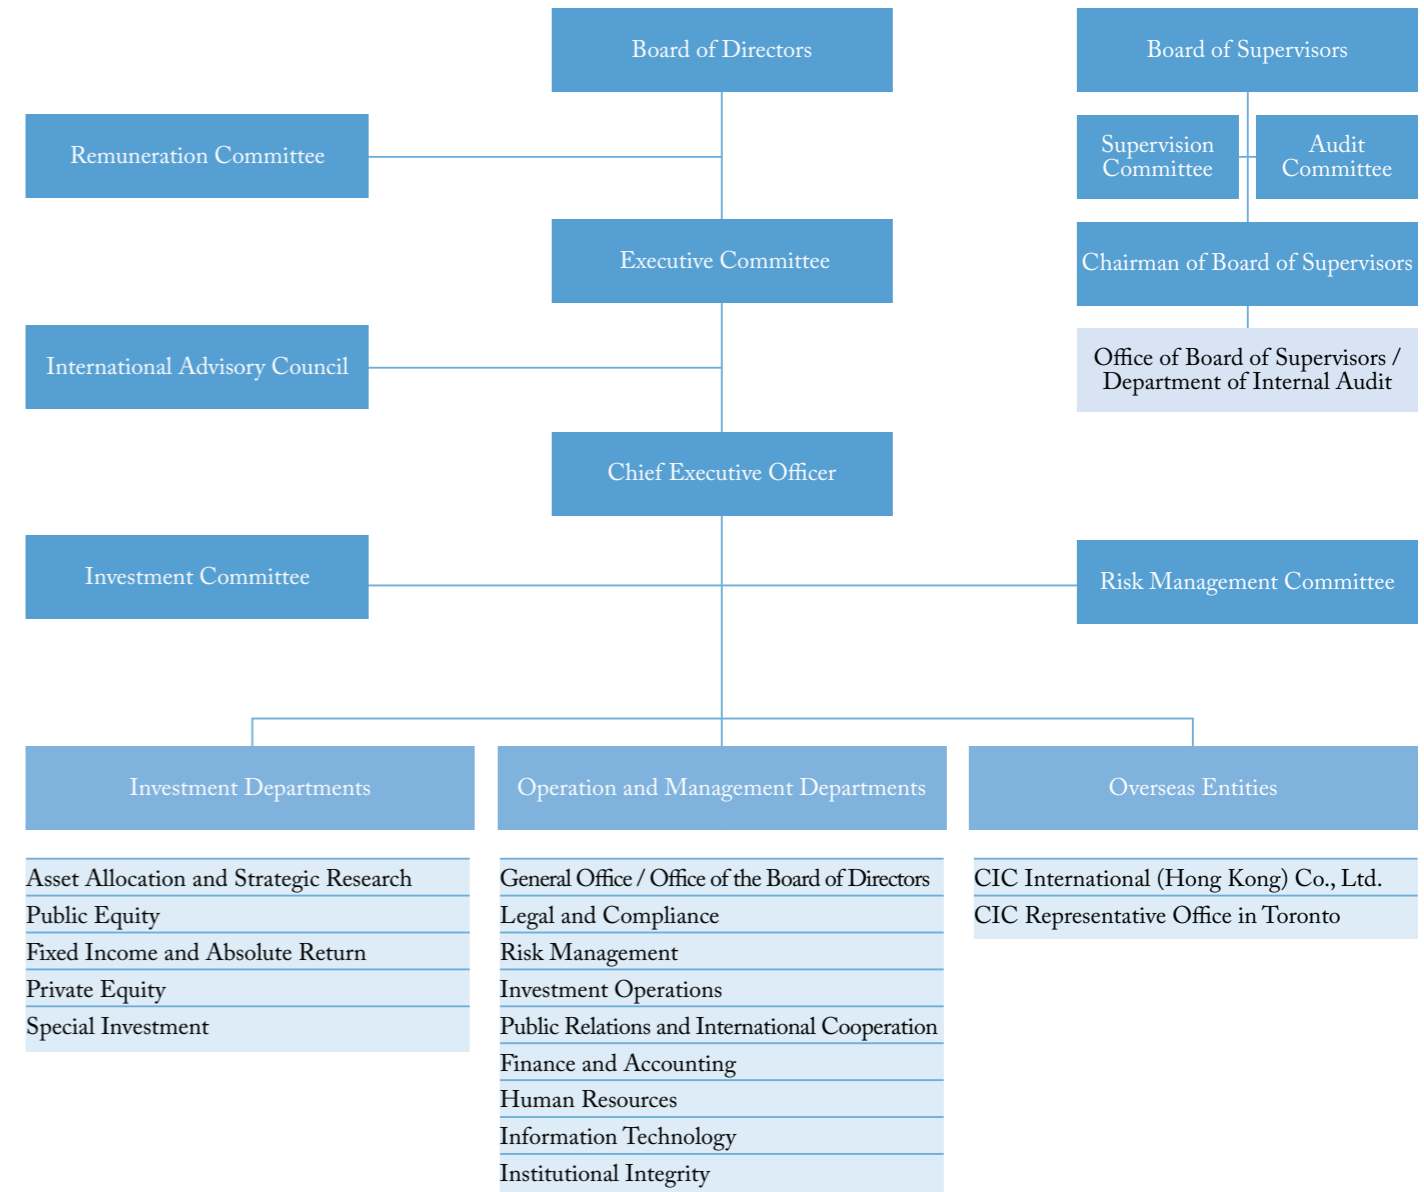 Board of Directors
Board of Supervisors
Remuneration Committee
Supervision
Committee
Audit
Committee
Executive Committee
Chairman of Board of Supervisors
International Advisory Council
Office of Board of Supervisors /
Department of Internal Audit
Chief Executive Officer
Investment Committee
Risk Management Committee
Investment Departments
Asset Allocation and Strategic Research
Public Equity
Fixed Income and Absolute Return
Private Equity
Special Investment
Operation and Management Departments
General Office / Office of the Board of Directors
Legal and Compliance
Risk Management
Investment Operations
Public Relations and International Cooperation
Finance and Accounting
Human Resources
Information Technology
Institutional Integrity
Overseas Entities
CIC International (Hong Kong) Co., Ltd.
CIC Representative Office in Toronto